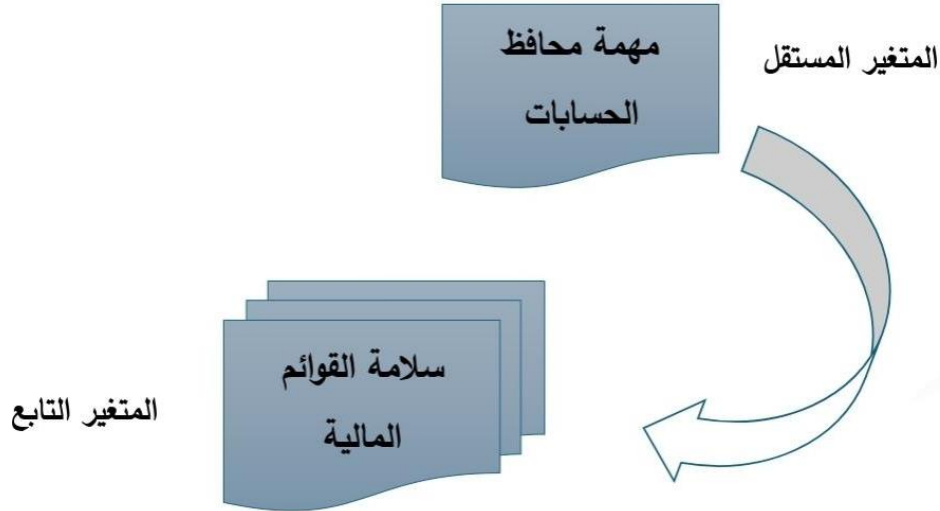 مهمة محافظ
الحسابات
المتغير المستقل
سلامة القوائم
المالية
المتغير التابع